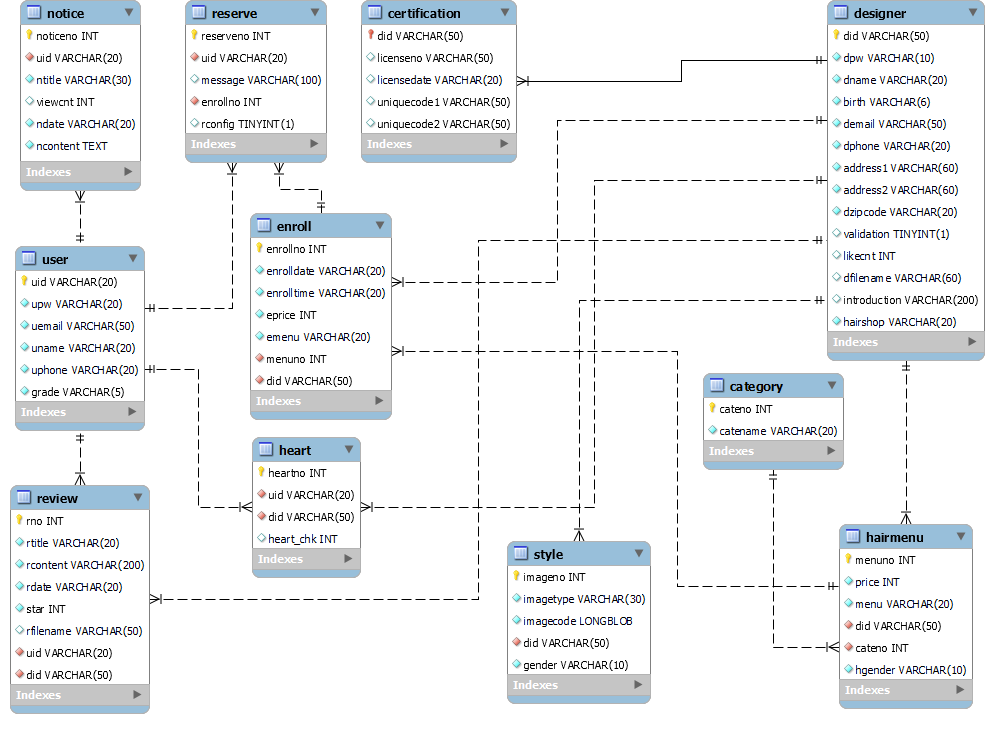 notice
noticeno INT
uid VARCHAR(20)
ntitle VARCHAR(30)
viewcnt INT
ndate VARCHAR(20)
ncontent TEXT
Indexes
reserve
reserveno INT
uid VARCHAR(20)
message VARCHAR(100)
enrollno INT
rconfig TINYINT(1)
Indexes
certification
did VARCHAR(50)
licenseno VARCHAR(50)
licensedate VARCHAR(20)
uniquecode1 VARCHAR(50)
uniquecode2 VARCHAR(50)
Indexes
designer
did VARCHAR(50)
dpw VARCHAR(10)
dname VARCHAR(20)
birth VARCHAR(6)
demail VARCHAR(50)
dphone VARCHAR(20)
address1 VARCHAR(60)
address2 VARCHAR(60)
dzipcode VARCHAR(20)
validation TINYINT(1)
likecnt INT
dfilename VARCHAR(60)
introduction VARCHAR(200)
hairshop VARCHAR(20)
Indexes
user
uid VARCHAR(20)
upw VARCHAR(20)
uemail VARCHAR(50)
uname VARCHAR(20)
uphone VARCHAR(20)
grade VARCHAR(5)
Indexes
enroll
enrollno INT
enrolldate VARCHAR(20)
enrolltime VARCHAR(20)
eprice INT
emenu VARCHAR(20)
menuno INT
did VARCHAR(50)
Indexes
category
cateno INT
catename VARCHAR(20)
Indexes
heart
heartno INT
uid VARCHAR(20)
did VARCHAR(50)
heart_chk INT
Indexes
review
rno INT
rtitle VARCHAR(20)
rcontent VARCHAR(200)
rdate VARCHAR(20)
star INT
rfilename VARCHAR(50)
uid VARCHAR(20)
did VARCHAR(50)
Indexes
style
imageno INT
imagetype VARCHAR(30)
imagecode LONGBLOB
did VARCHAR(50)
gender VARCHAR(10)
Indexes
hairmenu
menuno INT
price INT
menu VARCHAR(20)
did VARCHAR(50)
cateno INT
hgender VARCHAR(10)
Indexes